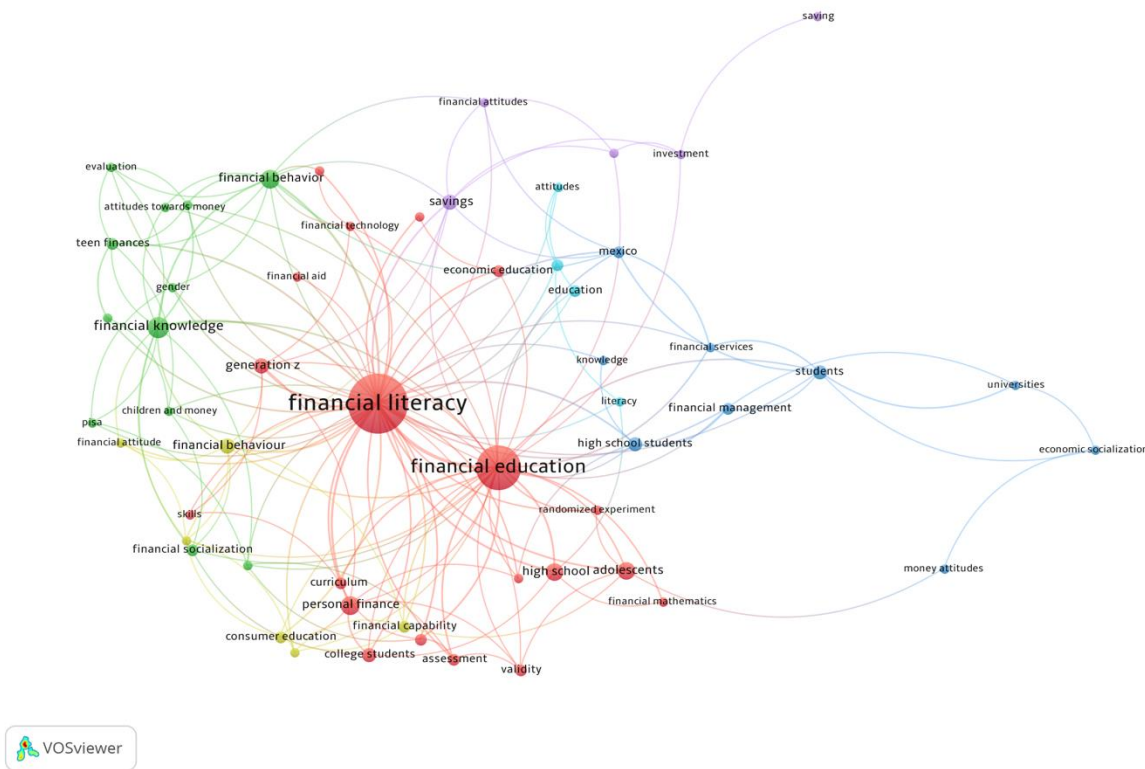 saving
financial attitudes
investment
evaluation
financial behavior
attitudes
attitudes towards money
savings
financial technology
teen finances
mexico
economic education
financial aid
gender
education
financial knowledge
financial services
knowledge
generation z
students
universities
literacy
financial literacy
children and money
financial management
pisa
financial attitude
financial behaviour
high school students
economic socialization
financial education
randomized experiment
skills
financial socialization
high school
adolescents
money attitudes
curriculum
personal finance
financial mathematics
financial capability
consumer education
college students
assessment
validity
VOSviewer